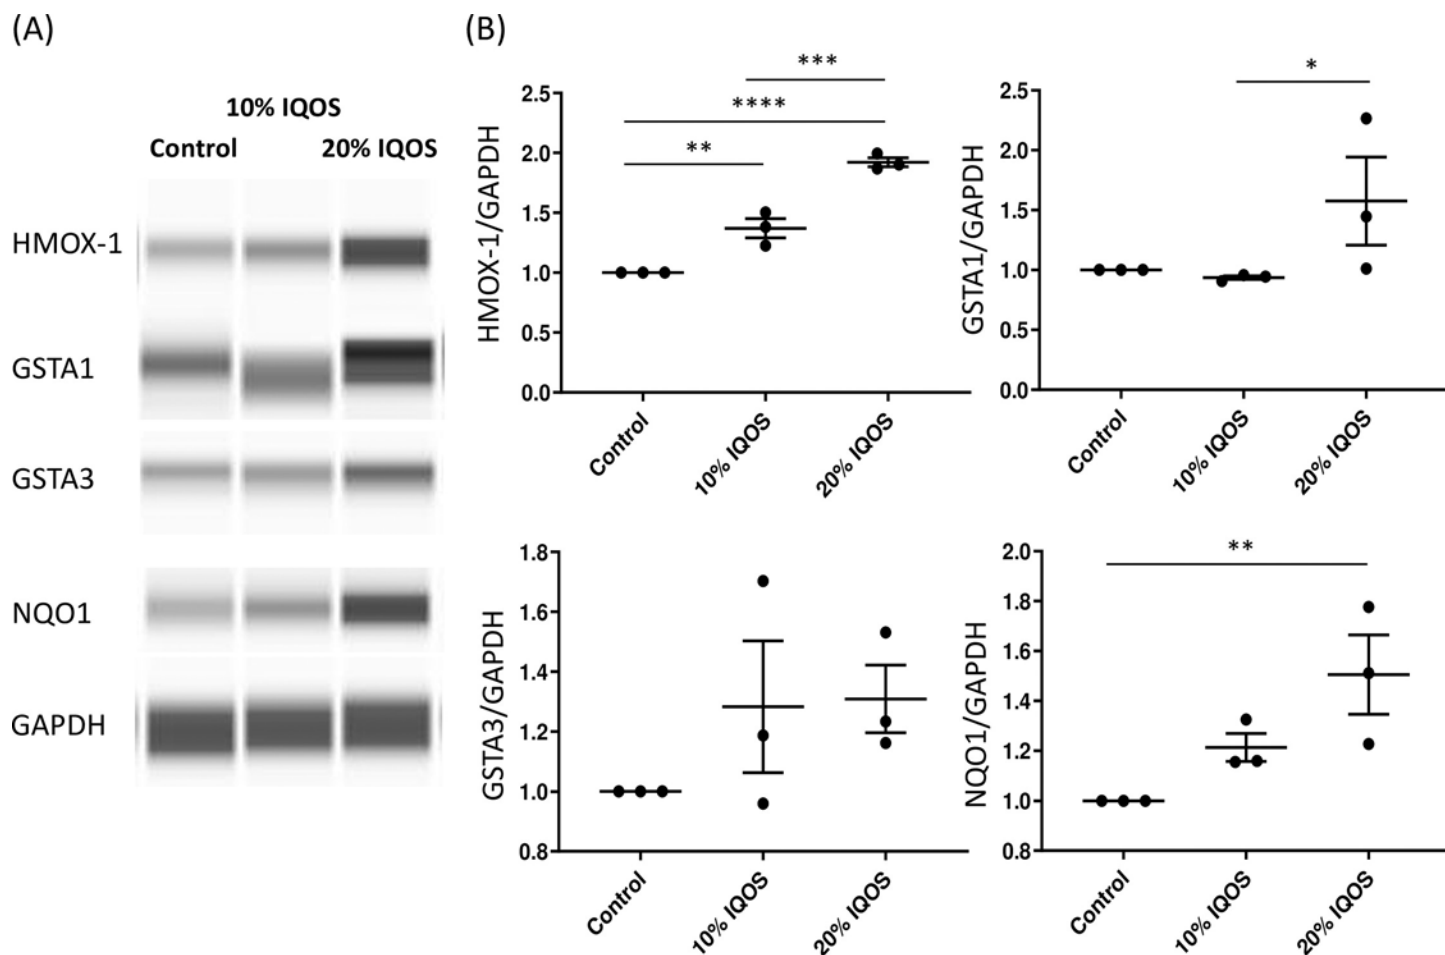 (A)
10% IQOS
Control 20% IQOS
HMOX-1
GSTA1
GSTA3
NQO1
GAPDH
(B)
***
****
**
HMOX-1/GAPDH
2.5
2.0
1.5
1.0
0.5
0.0
Control
10% IQOS
20% IQOS
*
GSTA1/GAPDH
2.5
2.0
1.5
1.0
0.5
0.0
Control
10% IQOS
20% IQOS
GSTA3/GAPDH
1.8
1.6
1.4
1.2
1.0
0.8
Control
10% IQOS
20% IQOS
**
NQO1/GAPDH
2.0
1.8
1.6
1.4
1.2
1.0
0.8
Control
10% IQOS
20% IQOS